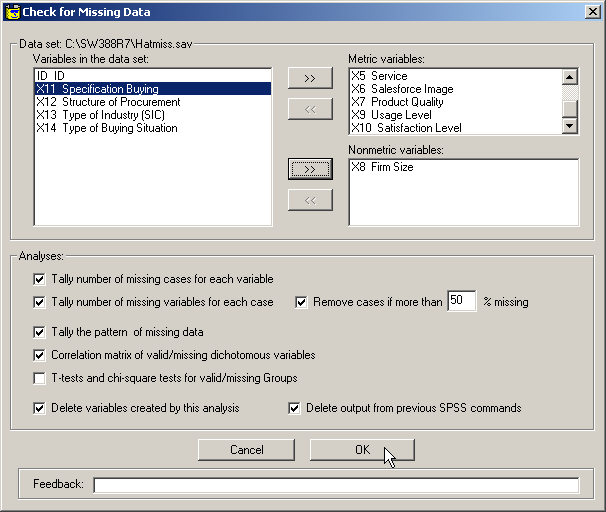 Check for Missing Data
Data set: C:\SW388R7\Hatmiss.sav
Variables in the data set:
ID ID
X11 Specification Buying
X12 Structure of Procurement
X13 Type of Industry (SIC)
X14 Type of Buying Situation
>>
<<
Metric variables:
X5 Service
X6 Salesforce Image
X7 Product Quality
X9 Usage Level
X10 Satisfaction Level
Nonmetric variables:
>>
<<
X8 Firm Size
Analyses:
Tally number of missing cases for each variable
Tally number of missing variables for each case
Remove cases if more than 50 % missing
Tally the pattern of missing data
Correlation matrix of valid/missing dichotomous variables
T-tests and chi-square tests for valid/missing Groups
Delete variables created by this analysis
Delete output from previous SPSS commands
Cancel
OK
Feedback: